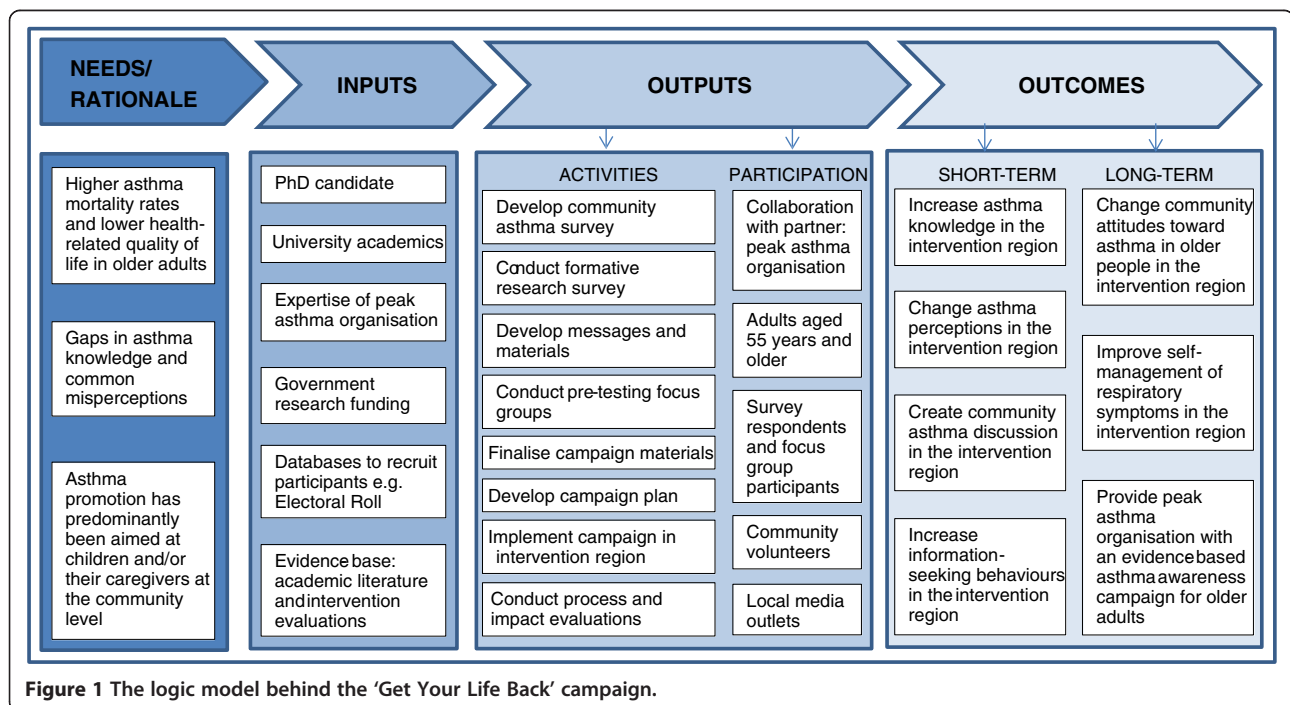 NEEDS/
RATIONALE
INPUTS
OUTPUTS
OUTCOMES
Higher asthma
mortality rates
and lower health-
related quality of
life in older adults
Gaps in asthma
knowledge and
common
misperceptions
Asthma
promotion has
predominantly
been aimed at
children and/or
their caregivers at
the community
level
PhD candidate
University academics
Expertise of peak
asthma organisation
Government
research funding
Databases to recruit
participants e.g.
Electoral Roll
Evidence base:
academic literature
and intervention
evaluations
ACTIVITIES
Develop community
asthma survey
Conduct formative
research survey
Develop messages and
materials
Conduct pre-testing focus
groups
Finalise campaign materials
Develop campaign plan
Implement campaign in
intervention region
Conduct process and
impact evaluations
PARTICIPATION
Collaboration
with partner:
peak asthma
organisation
Adults aged
55 years and
older
Survey
respondents
and focus
group
participants
Community
volunteers
Local media
outlets
SHORT-TERM
Increase asthma
knowledge in the
intervention region
Change asthma
perceptions in the
intervention region
Create community
asthma discussion
in the intervention
region
Increase
information-
seeking behaviours
in the intervention
region
LONG-TERM
Change community
attitudes toward
asthma in older
people in the
intervention region
Improve self-
management of
respiratory
symptoms in the
intervention region
Provide peak
asthma
organisation with
an evidence based
asthma awareness
campaign for older
adults
Figure 1 The logic model behind the ‘Get Your Life Back’ campaign.